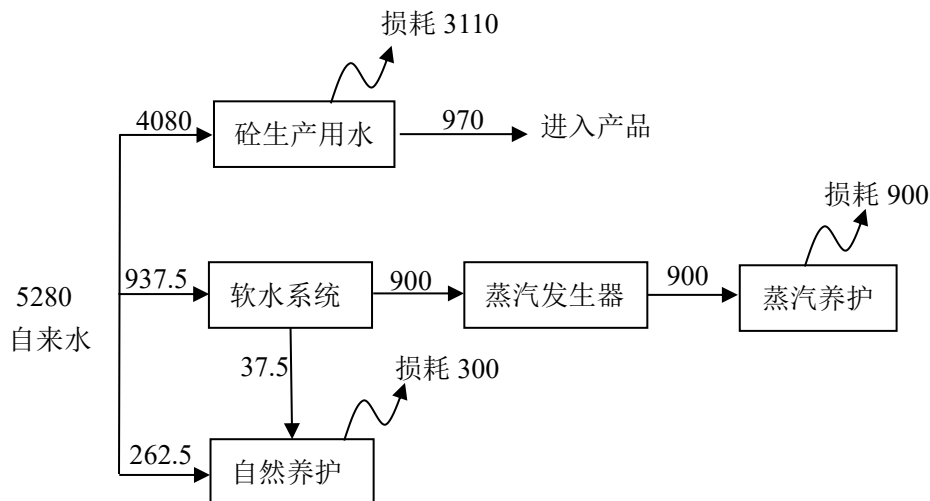 损耗 3110
4080
砼生产用水
970
进入产品
损耗 900
937.5
软水系统
900
蒸汽发生器
900
蒸汽养护
5280
自来水
37.5
损耗 300
262.5
自然养护